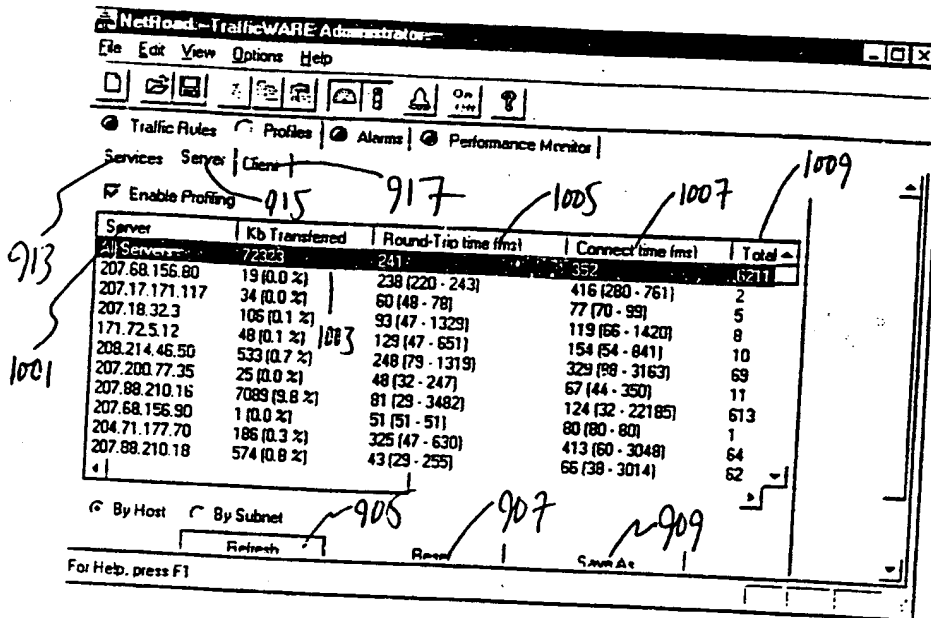 NetRoad - TrafficWARE Administrator
File Edit View Options Help
Traffic Rules Profiles Alarms Performance Monitor
1009
Services Server Client
1005 1007
Enable Profiling 915 917
913
Server Kb Transferred Round-Trip time (ms) Connect time (ms) Total
All Servers 72323 241 352 6211
207.68.156.80 19 (0.0 %) 238 (220 - 243) 416 (280 - 761) 2
207.17.171.117 34 (0.0 %) 60 (48 - 78) 77 (70 - 99) 5
207.18.32.3 106 (0.1 %) 93 (47 - 1329) 119 (66 - 1420) 8
171.72.5.12 48 (0.1 %) 1003 129 (47 - 651) 154 (54 - 841) 10
1001
208.214.46.50 533 (0.7 %) 248 (79 - 1319) 329 (98 - 3163) 69
207.200.77.35 25 (0.0 %) 48 (32 - 247) 67 (44 - 350) 11
207.88.210.16 7089 (9.8 %) 81 (29 - 3482) 124 (32 - 22185) 613
207.68.156.90 1 (0.0 %) 51 (51 - 51) 80 (80 - 80) 1
204.71.177.70 186 (0.3 %) 325 (47 - 630) 413 (60 - 3048) 64
207.88.210.18 574 (0.8 %) 43 (29 - 255) 66 (38 - 3014) 62
By Host By Subnet 905 907 909
Refresh Reset Save As
For Help, press F1